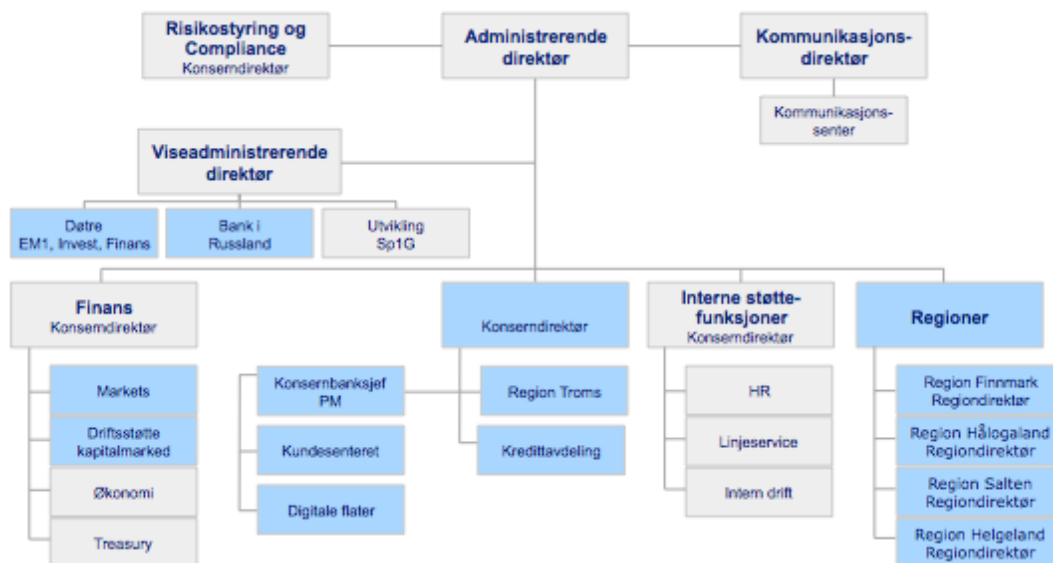 Risikostyring og
Compliance
Konserndirektør
Administrerende
direktør
Kommunikasjons-
direktør
Kommunikasjons-
senter
Viseadministrerende
direktør
Døtre
EM1, Invest, Finans
Bank i
Russland
Utvikling
Sp1G
Finans
Konserndirektør
Konserndirektør
Interne støtte-
funksjoner
Konserndirektør
Regioner
Markets
Driftsstøtte
kapitalmarked
Økonomi
Treasury
Konsernbanksjef
PM
Kundesenteret
Digitale flater
Region Troms
Kredittavdeling
HR
Linjeservice
Intern drift
Region Finnmark
Regiondirektør
Region Hålogaland
Regiondirektør
Region Salten
Regiondirektør
Region Helgeland
Regiondirektør